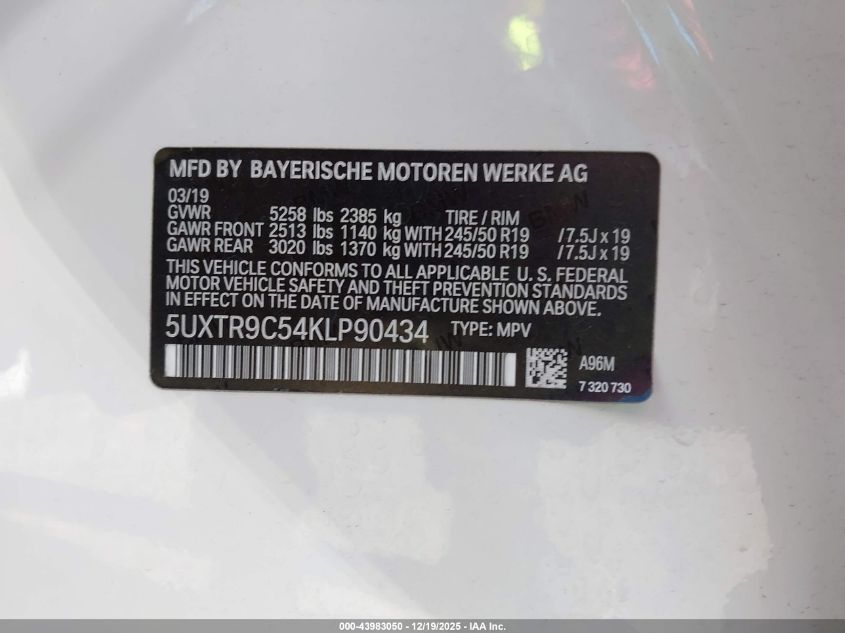 MFD BY BAYERISCHE MOTOREN WERKE AG
03/19
GVWR 5258 lbs 2385 kg TIRE / RIM
GAWR FRONT 2513 lbs 1140 kg WITH 245/50 R19 /7.5J x 19
GAWR REAR 3020 lbs 1370 kg WITH 245/50 R19 /7.5J x 19
THIS VEHICLE CONFORMS TO ALL APPLICABLE U. S. FEDERAL
MOTOR VEHICLE SAFETY AND THEFT PREVENTION STANDARDS
IN EFFECT ON THE DATE OF MANUFACTURE SHOWN ABOVE.
5UXTR9C54KLP90434 TYPE: MPV
A96M
7 320 730
000-43983050 - 12/19/2025 - IAA Inc.